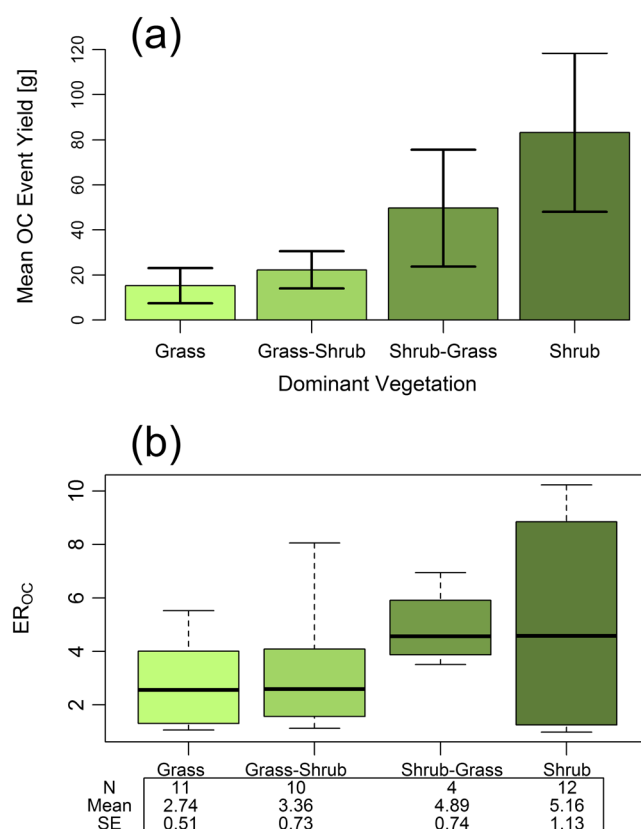 (a)
Mean OC Event Yield [g]
120
100
80
60
40
20
0
Grass Grass-Shrub Shrub-Grass Shrub
Dominant Vegetation
(b)
ER_OC
10
8
6
4
2
Grass Grass-Shrub Shrub-Grass Shrub
N 11 10 4 12
Mean 2.74 3.36 4.89 5.16
SE 0.51 0.73 0.74 1.13